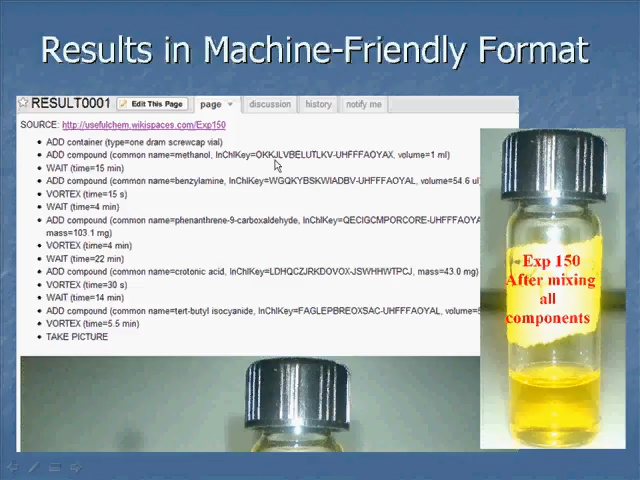 Results in Machine-Friendly Format
RESULT0001
Edit This Page
page
discussion
history
notify me
SOURCE: http://usefulchem.wikispaces.com/Exp150
ADD container (type=one dram screwcap vial)
ADD compound (common name=methanol, InChIKey=OKKJLVBELUTLKV-UHFFFAOYAX, volume=1 ml)
WAIT (time=15 min)
ADD compound (common name=benzylamine, InChIKey=WGQKYBSKWIADBV-UHFFFAOYAL, volume=54.6 ul)
VORTEX (time=15 s)
WAIT (time=4 min)
ADD compound (common name=phenanthrene-9-carboxaldehyde, InChIKey=QECIGCMPORCORE-UHFFFAOYA
mass=103.1 mg)
VORTEX (time=4 min)
WAIT (time=22 min)
ADD compound (common name=crotonic acid, InChIKey=LDHQCZJRKDOVOX-JSWHHWTPCJ, mass=43.0 mg)
VORTEX (time=30 s)
WAIT (time=14 min)
ADD compound (common name=tert-butyl isocyanide, InChIKey=FAGLEPBREOXSAC-UHFFFAOYAL, volume=
VORTEX (time=5.5 min)
TAKE PICTURE
Exp 150
After mixing
all
components